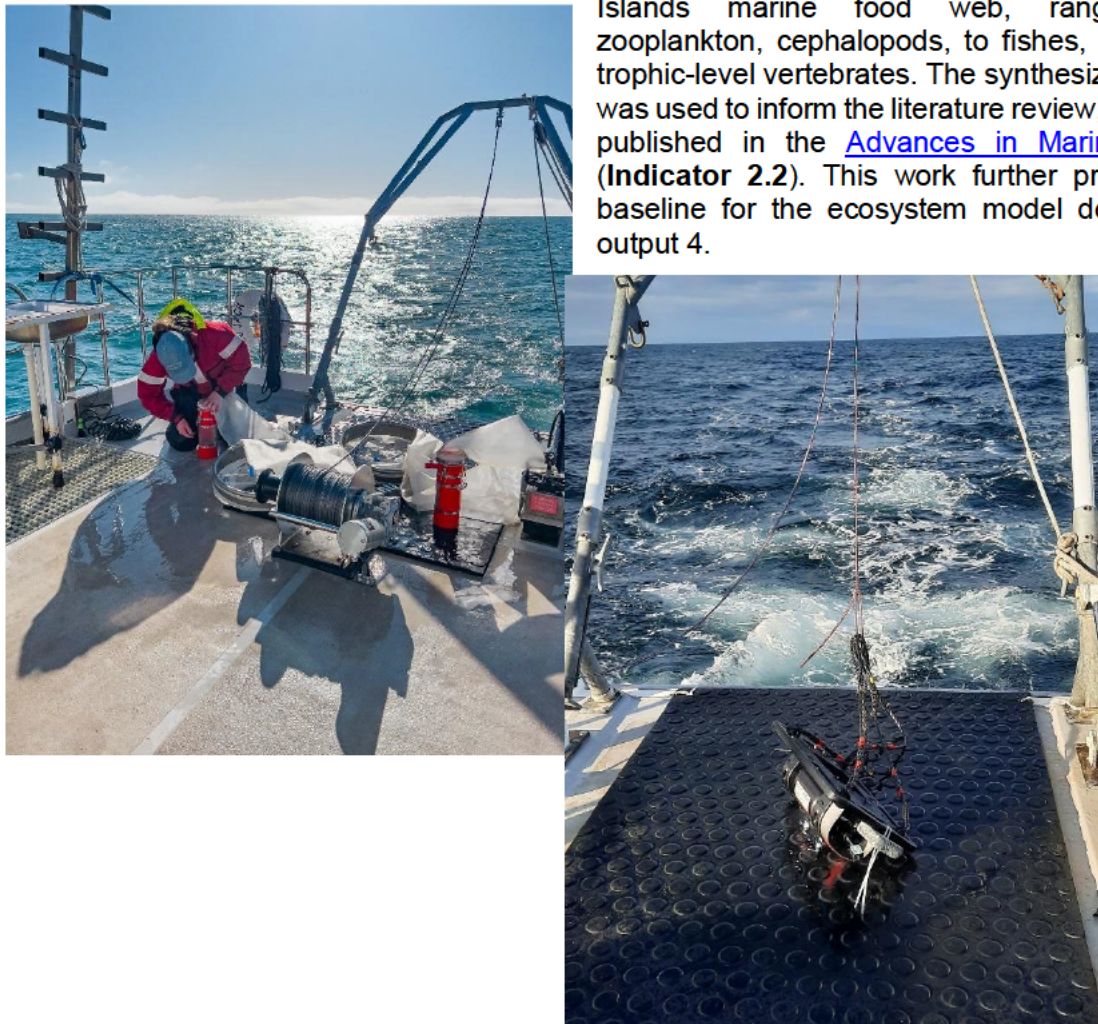 Islands marine food web, rang
zooplankton, cephalopods, to fishes,
trophic-level vertebrates. The synthesiz
was used to inform the literature review
published in the Advances in Marin
(Indicator 2.2). This work further pr
baseline for the ecosystem model de
output 4.